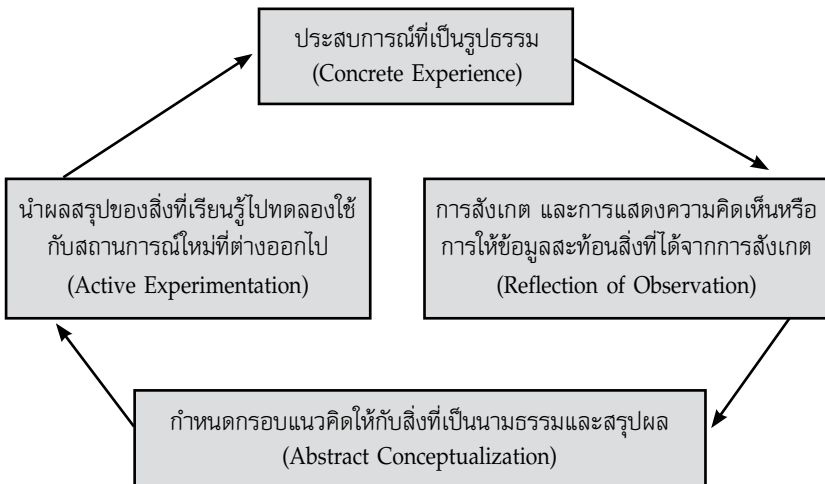 ประสบการณ์ที่เป็นรูปธรรม
(Concrete Experience)
นำผลสรุปของสิ่งที่เรียนรู้ไปทดลองใช้
กับสถานการณ์ใหม่ที่ต่างออกไป
(Active Experimentation)
การสังเกต และการแสดงความคิดเห็นหรือ
การให้ข้อมูลสะท้อนสิ่งที่ได้จากการสังเกต
(Reflection of Observation)
กำหนดกรอบแนวคิดให้กับสิ่งที่เป็นนามธรรมและสรุปผล
(Abstract Conceptualization)